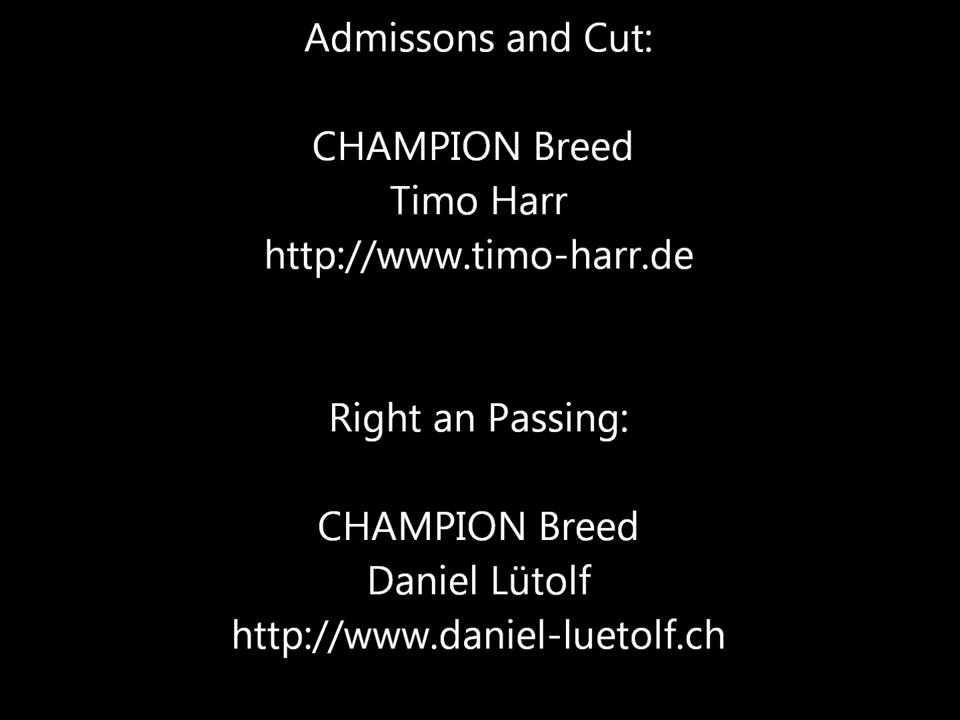 Admissons and Cut:
CHAMPION Breed
Timo Harr
http://www.timo-harr.de
Right an Passing:
CHAMPION Breed
Daniel Lütolf
http://www.daniel-luetolf.ch